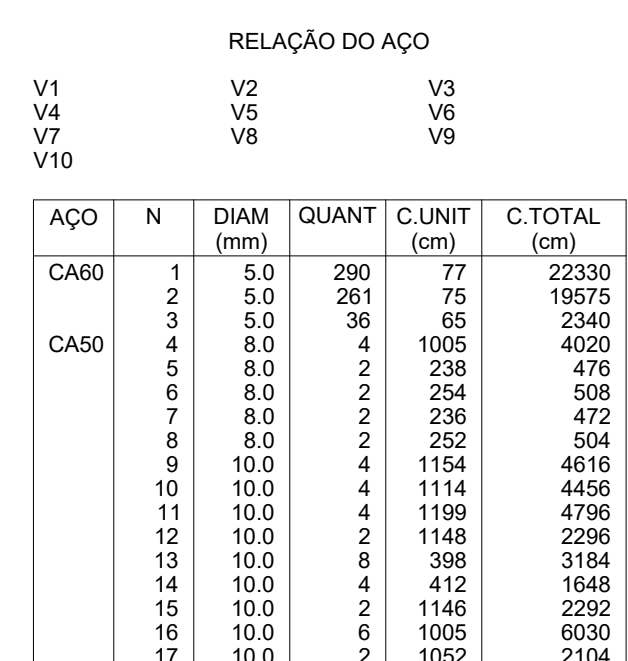 RELAÇÃO DO AÇO
V1 V2 V3
V4 V5 V6
V7 V8 V9
V10
AÇO N DIAM QUANT C.UNIT C.TOTAL
(mm) (cm) (cm)
CA60 1 5.0 290 77 22330
2 5.0 261 75 19575
3 5.0 36 65 2340
CA50 4 8.0 4 1005 4020
5 8.0 2 238 476
6 8.0 2 254 508
7 8.0 2 236 472
8 8.0 2 252 504
9 10.0 4 1154 4616
10 10.0 4 1114 4456
11 10.0 4 1199 4796
12 10.0 2 1148 2296
13 10.0 8 398 3184
14 10.0 4 412 1648
15 10.0 2 1146 2292
16 10.0 6 1005 6030
17 10.0 2 1052 2104